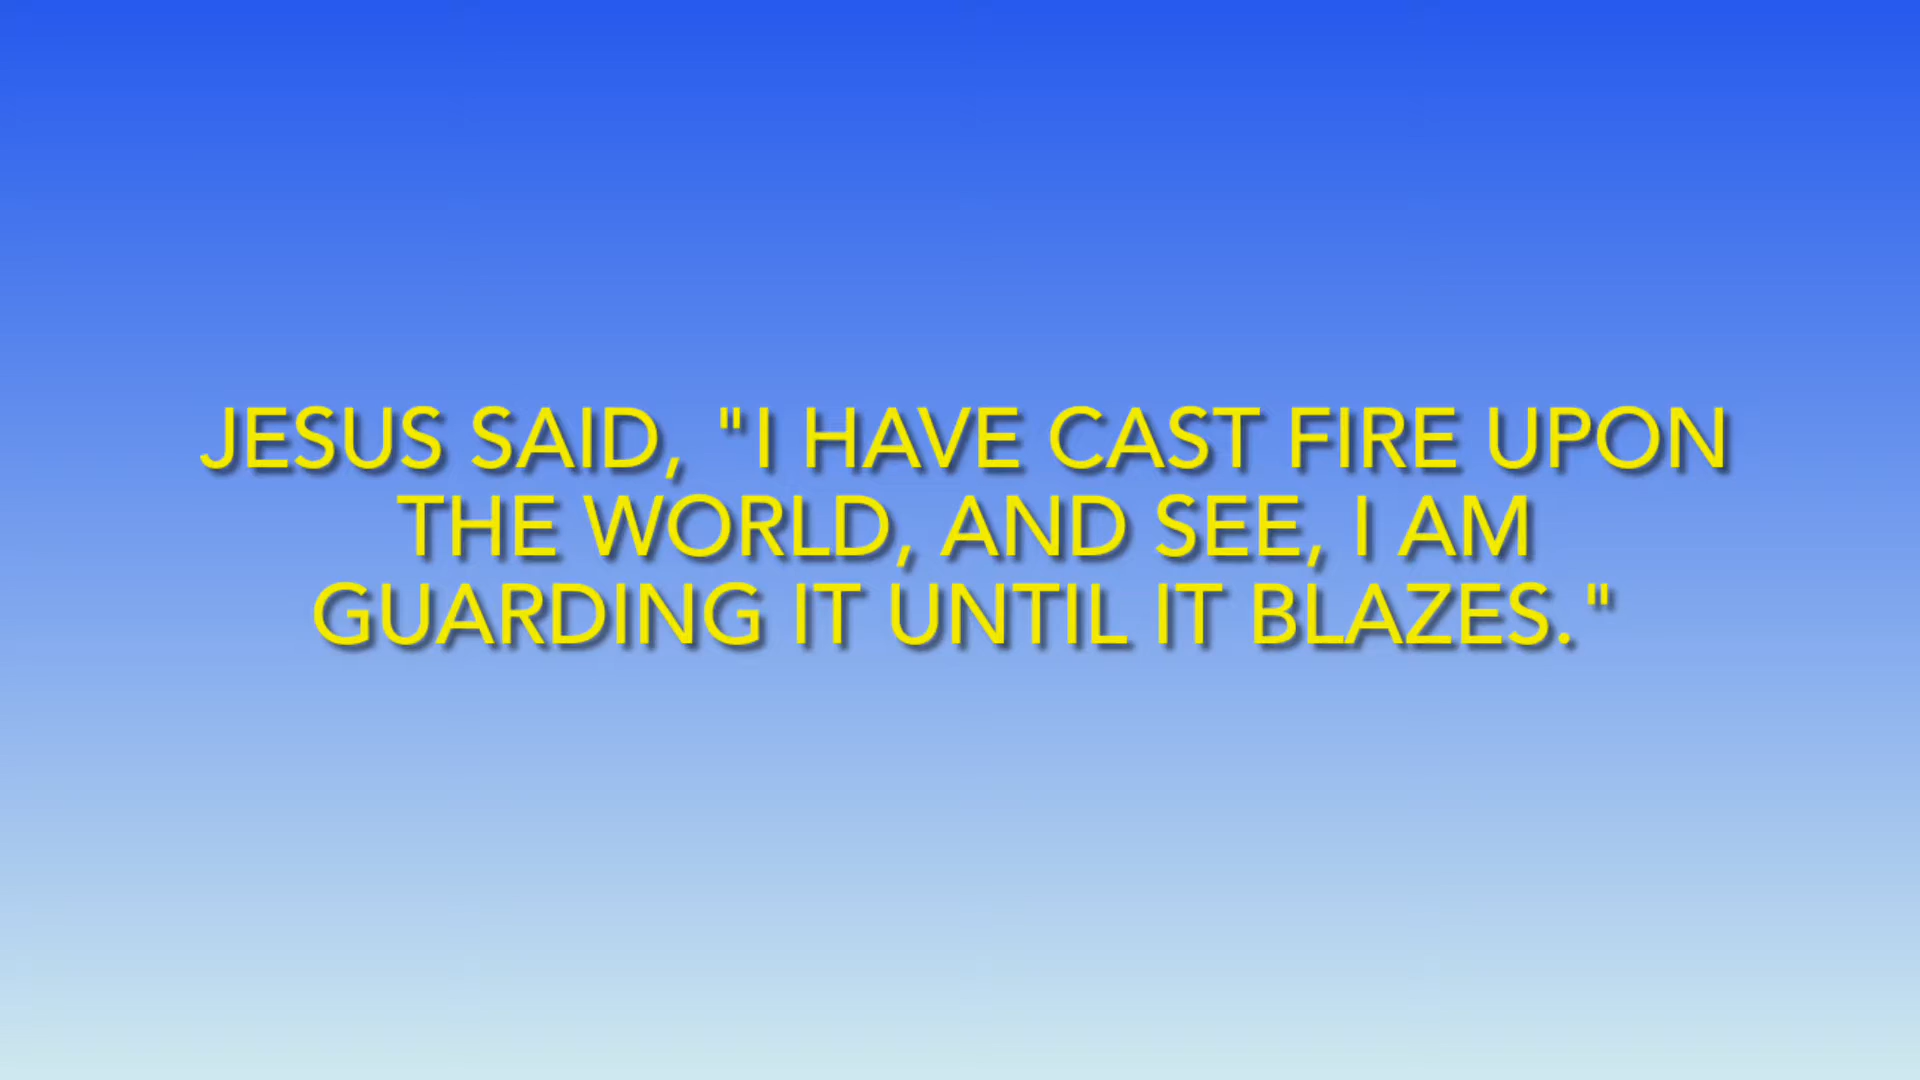 JESUS SAID, "I HAVE CAST FIRE UPON
THE WORLD, AND SEE, I AM
GUARDING IT UNTIL IT BLAZES."